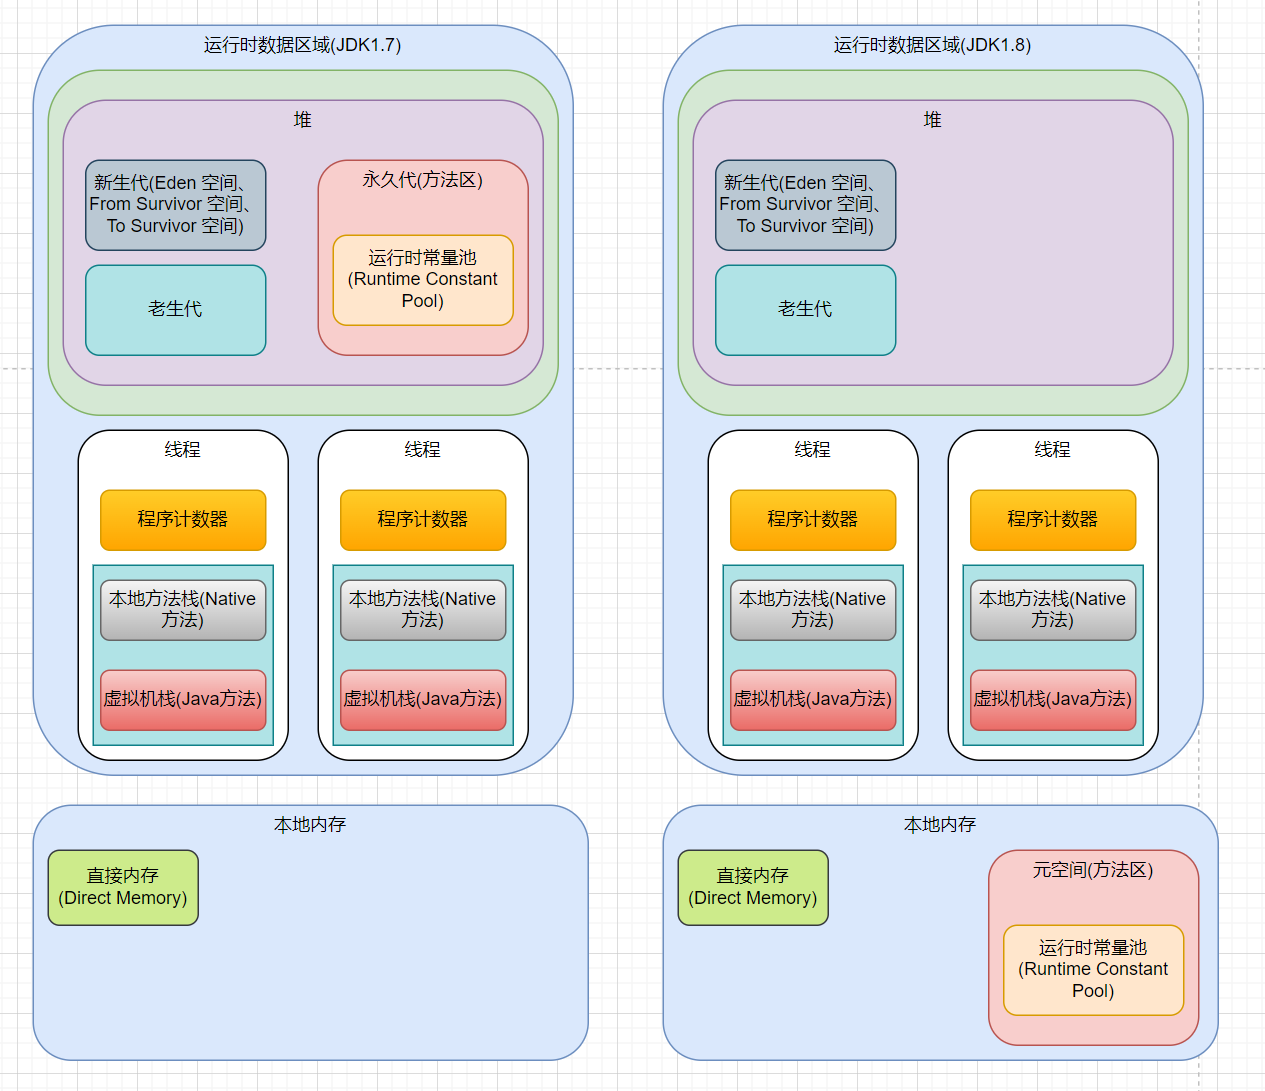 运行时数据区域(JDK1.7)
堆
新生代(Eden 空间、
From Survivor 空间、
To Survivor 空间)
老生代
永久代(方法区)
运行时常量池
(Runtime Constant
Pool)
线程
程序计数器
本地方法栈(Native
方法)
虚拟机栈(Java方法)
线程
程序计数器
本地方法栈(Native
方法)
虚拟机栈(Java方法)
本地内存
直接内存
(Direct Memory)
运行时数据区域(JDK1.8)
堆
新生代(Eden 空间、
From Survivor 空间、
To Survivor 空间)
老生代
线程
程序计数器
本地方法栈(Native
方法)
虚拟机栈(Java方法)
线程
程序计数器
本地方法栈(Native
方法)
虚拟机栈(Java方法)
本地内存
直接内存
(Direct Memory)
元空间(方法区)
运行时常量池
(Runtime Constant
Pool)